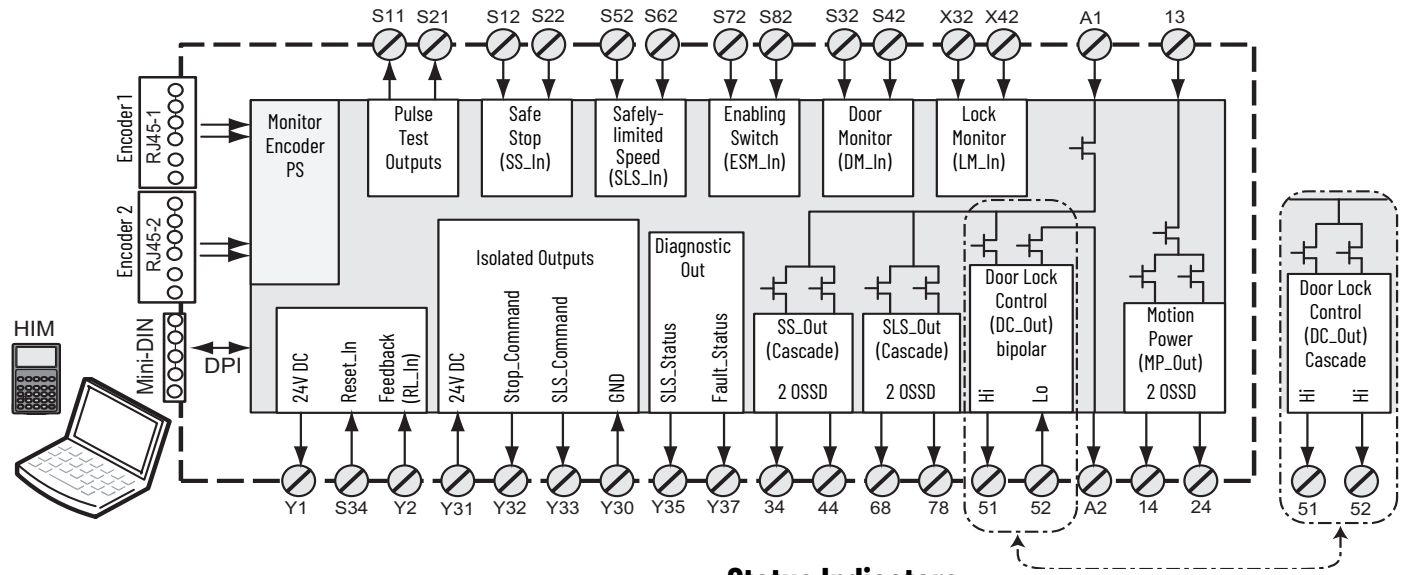 S11 S21 S12 S22 S52 S62 S72 S82 S32 S42 X32 X42 A1 13
Encoder 1
RJ45-1
Encoder 2
RJ45-2
Mini-DIN
HIM
DPI
Monitor
Encoder
PS
Pulse
Test
Outputs
Safe
Stop
(SS_In)
Safely-
limited
Speed
(SLS_In)
Enabling
Switch
(ESM_In)
Door
Monitor
(DM_In)
Lock
Monitor
(LM_In)
24V DC
Reset_In
Feedback
(RL_In)
Isolated Outputs
24V DC
Stop_Command
SLS_Command
GND
Diagnostic
Out
SLS_Status
Fault_Status
SS_Out
(Cascade)
2 OSSD
SLS_Out
(Cascade)
2 OSSD
Door Lock
Control
(DC_Out)
bipolar
Hi
Lo
Motion
Power
(MP_Out)
2 OSSD
Door Lock
Control
(DC_Out)
Cascade
Hi
Hi
Y1 S34 Y2 Y31 Y32 Y33 Y30 Y35 Y37 34 44 68 78 51 52 A2 14 24 51 52
Status Indicators